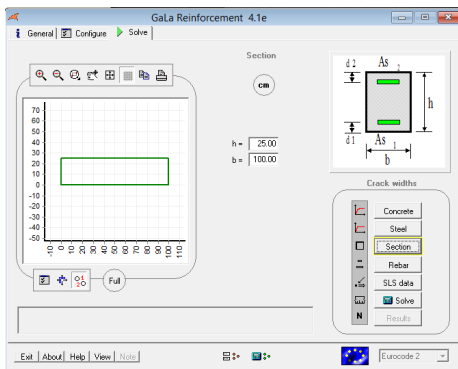 GaLa Reinforcement 4.1e
General Configure Solve
Section
cm
h = 25.00
b = 100.00
70
60
50
40
30
20
10
0
-10
-20
-30
-40
-50
-10 0 10 20 30 40 50 60 70 80 90 100 110
Full
d 2 As 2
h
d 1 As 1
b
Crack widths
Concrete
Steel
Section
Rebar
SLS data
Solve
N Results
Exit About Help View Note
Eurocode 2